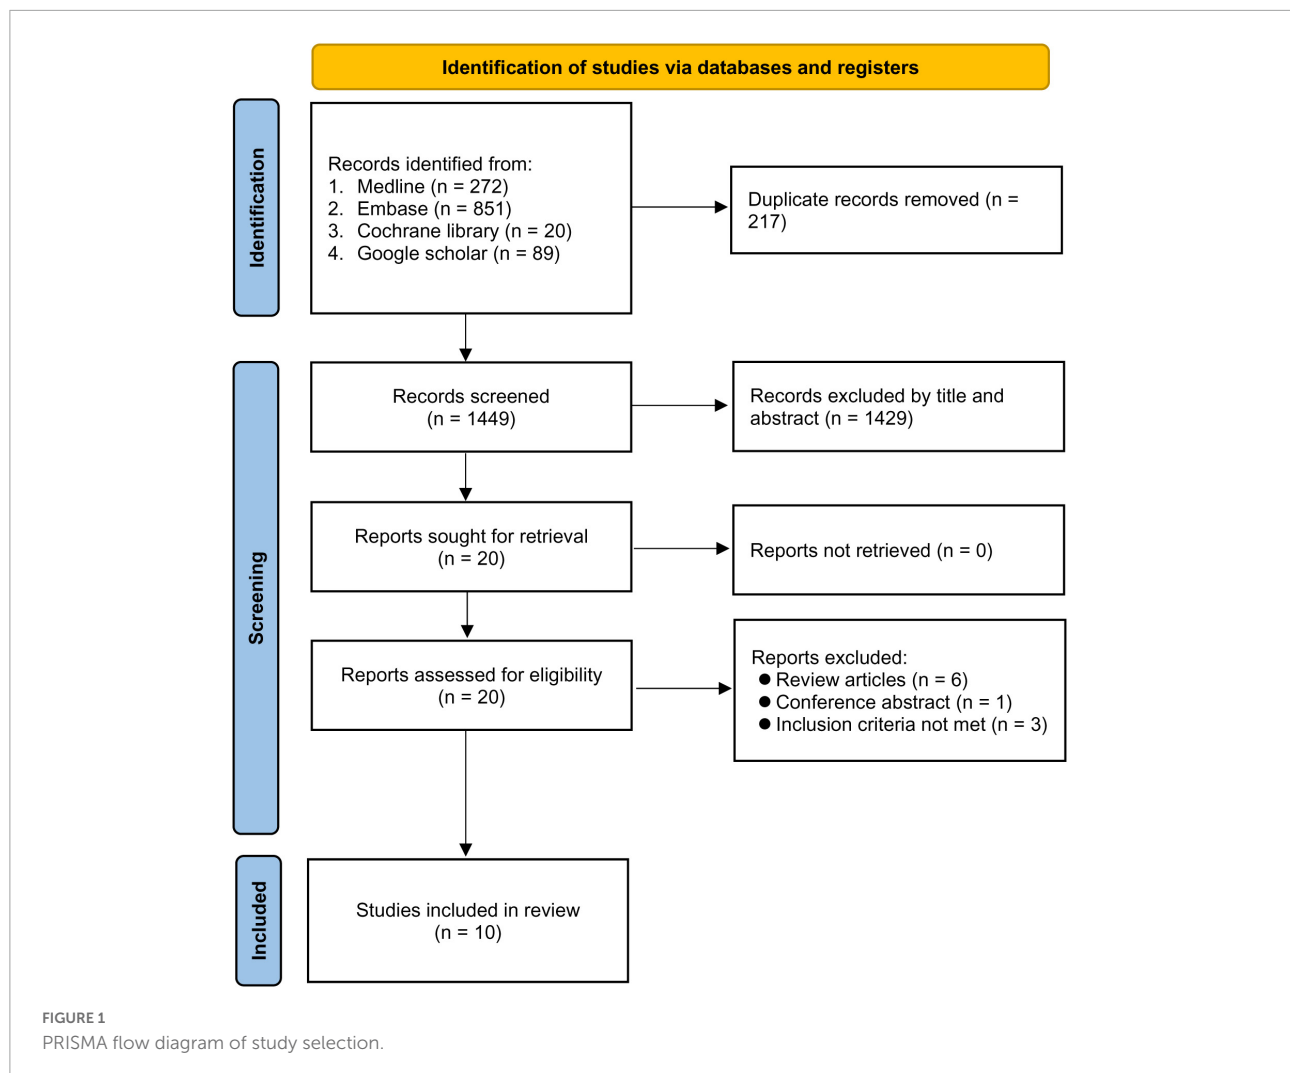 Identification of studies via databases and registers
Identification
Records identified from:
1. Medline (n = 272)
2. Embase (n = 851)
3. Cochrane library (n = 20)
4. Google scholar (n = 89)
Duplicate records removed (n =
217)
Screening
Records screened
(n = 1449)
Records excluded by title and
abstract (n = 1429)
Reports sought for retrieval
(n = 20)
Reports not retrieved (n = 0)
Reports assessed for eligibility
(n = 20)
Reports excluded:
● Review articles (n = 6)
● Conference abstract (n = 1)
● Inclusion criteria not met (n = 3)
Included
Studies included in review
(n = 10)
FIGURE 1
PRISMA flow diagram of study selection.